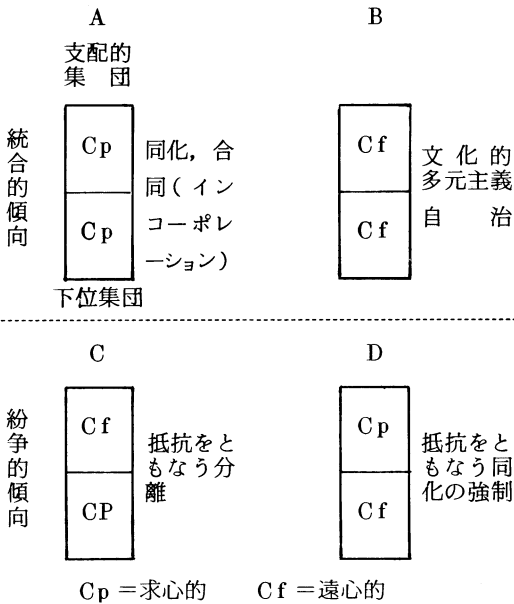 A
支配的
集団
統合的傾向
Cp
Cp
同化,合
同(イン
コーポレ
ーション)
下位集団
B
Cf
Cf
文化的
多元主義
自治
C
紛争的傾向
Cf
CP
抵抗をと
もなう分
離
D
Cp
Cf
抵抗をと
もなう同
化の強制
Cp=求心的 Cf=遠心的